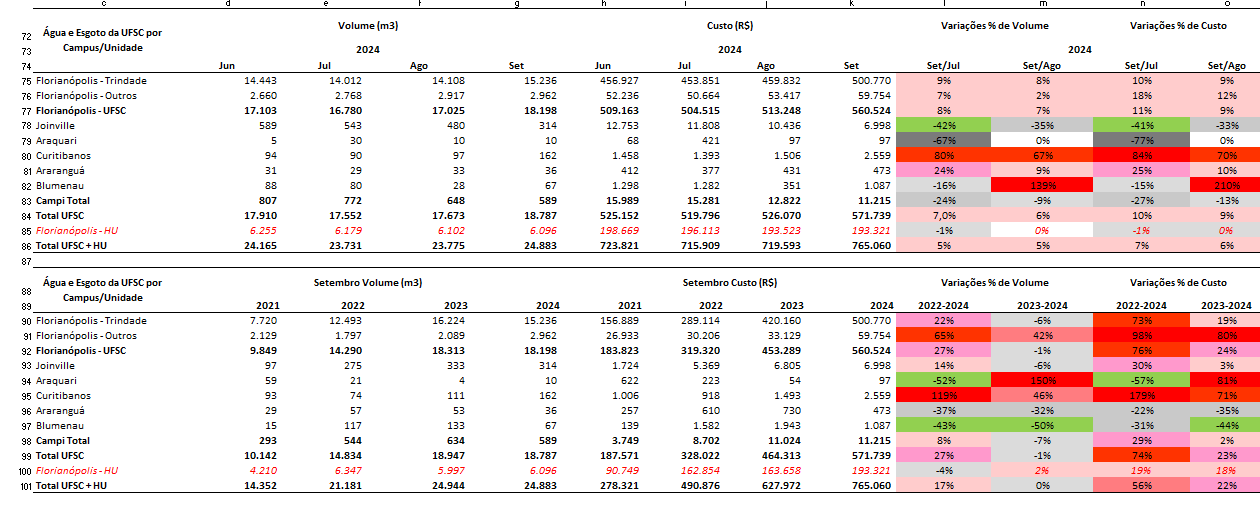 c d e f g h i j k l m n o
Água e Esgoto da UFSC por Volume (m3) Custo (R$) Variações % de Volume Variações % de Custo
72
Campus/Unidade
73 2024 2024 2024
74 Jun Jul Ago Set Jun Jul Ago Set Set/Jul Set/Ago Set/Jul Set/Ago
75 Florianópolis - Trindade 14.443 14.012 14.108 15.236 456.927 453.851 459.832 500.770 9% 8% 10% 9%
76 Florianópolis - Outros 2.660 2.768 2.917 2.962 52.236 50.664 53.417 59.754 7% 2% 18% 12%
77 Florianópolis - UFSC 17.103 16.780 17.025 18.198 509.163 504.515 513.248 560.524 8% 7% 11% 9%
78 Joinville 589 543 480 314 12.753 11.808 10.436 6.998 -42% -35% -41% -33%
79 Araquari 5 30 10 10 68 421 97 97 -67% 0% -77% 0%
80 Curitibanos 94 90 97 162 1.458 1.393 1.506 2.559 80% 67% 84% 70%
81 Araranguá 31 29 33 36 412 377 431 473 24% 9% 25% 10%
82 Blumenau 88 80 28 67 1.298 1.282 351 1.087 -16% 139% -15% 210%
83 Campi Total 807 772 648 589 15.989 15.281 12.822 11.215 -24% -9% -27% -13%
84 Total UFSC 17.910 17.552 17.673 18.787 525.152 519.796 526.070 571.739 7,0% 6% 10% 9%
85 Florianópolis - HU 6.255 6.179 6.102 6.096 198.669 196.113 193.523 193.321 -1% 0% -1% 0%
86 Total UFSC + HU 24.165 23.731 23.775 24.883 723.821 715.909 719.593 765.060 5% 5% 7% 6%
87
Água e Esgoto da UFSC por Setembro Volume (m3) Setembro Custo (R$) Variações % de Volume Variações % de Custo
88
Campus/Unidade
89 2021 2022 2023 2024 2021 2022 2023 2024 2022-2024 2023-2024 2022-2024 2023-2024
90 Florianópolis - Trindade 7.720 12.493 16.224 15.236 156.889 289.114 420.160 500.770 22% -6% 73% 19%
91 Florianópolis - Outros 2.129 1.797 2.089 2.962 26.933 30.206 33.129 59.754 65% 42% 98% 80%
92 Florianópolis - UFSC 9.849 14.290 18.313 18.198 183.823 319.320 453.289 560.524 27% -1% 76% 24%
93 Joinville 97 275 333 314 1.724 5.369 6.805 6.998 14% -6% 30% 3%
94 Araquari 59 21 4 10 622 223 54 97 -52% 150% -57% 81%
95 Curitibanos 93 74 111 162 1.006 918 1.493 2.559 119% 46% 179% 71%
96 Araranguá 29 57 53 36 257 610 730 473 -37% -32% -22% -35%
97 Blumenau 15 117 133 67 139 1.582 1.943 1.087 -43% -50% -31% -44%
98 Campi Total 293 544 634 589 3.749 8.702 11.024 11.215 8% -7% 29% 2%
99 Total UFSC 10.142 14.834 18.947 18.787 187.571 328.022 464.313 571.739 27% -1% 74% 23%
100 Florianópolis - HU 4.210 6.347 5.997 6.096 90.749 162.854 163.658 193.321 -4% 2% 19% 18%
101 Total UFSC + HU 14.352 21.181 24.944 24.883 278.321 490.876 627.972 765.060 17% 0% 56% 22%